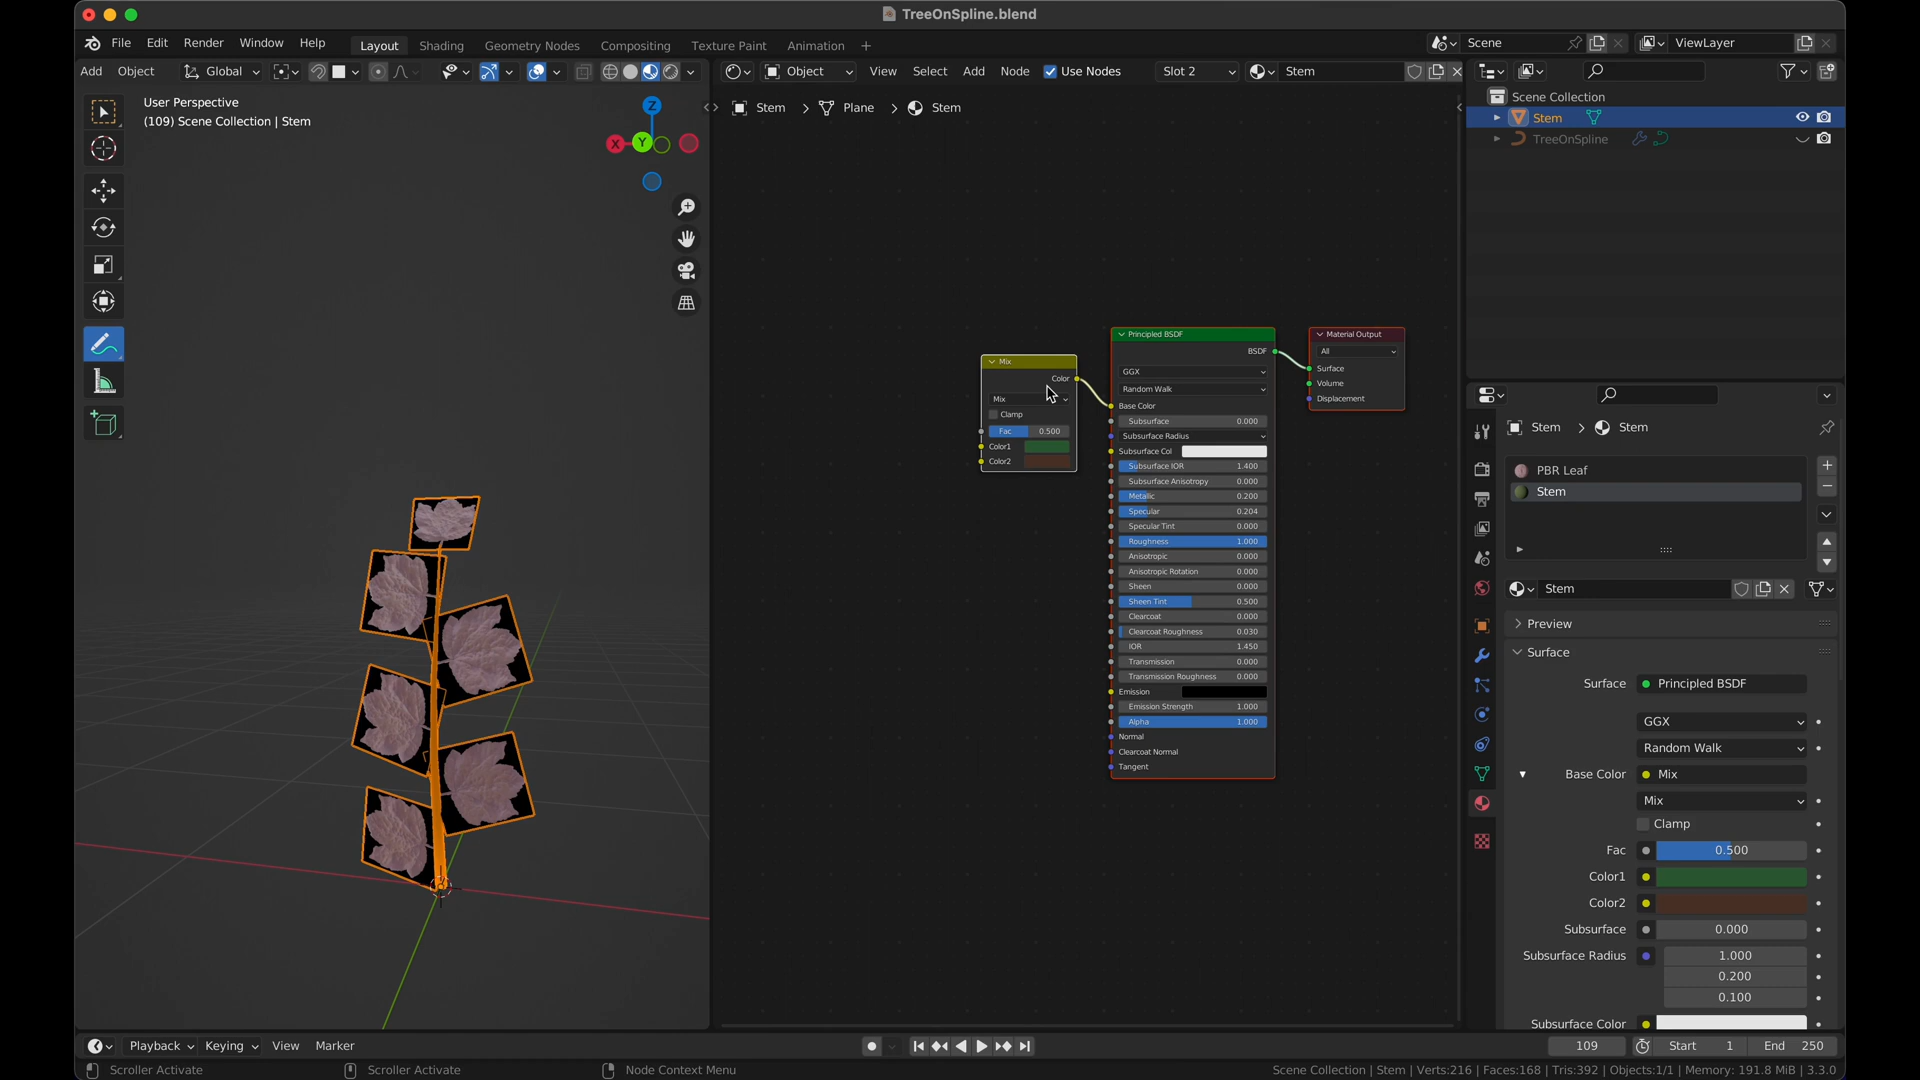 TreeOnSpline.blend
File Edit Render Window Help Layout Shading Geometry Nodes Compositing Texture Paint Animation + Scene ViewLayer
Add Object Global Object View Select Add Node Use Nodes Slot 2 Stem
User Perspective
(109) Scene Collection | Stem
Z
X
Y
Stem > Plane > Stem
Mix
Color
Mix
Clamp
Fac 0.500
Color1
Color2
Principled BSDF
BSDF
GGX
Random Walk
Base Color
Subsurface 0.000
Subsurface Radius
Subsurface Col
Subsurface IOR 1.400
Subsurface Anisotropy 0.000
Metallic 0.200
Specular 0.204
Specular Tint 0.000
Roughness 1.000
Anisotropic 0.000
Anisotropic Rotation 0.000
Sheen 0.000
Sheen Tint 0.500
Clearcoat 0.000
Clearcoat Roughness 0.030
IOR 1.450
Transmission 0.000
Transmission Roughness 0.000
Emission
Emission Strength 1.000
Alpha 1.000
Normal
Clearcoat Normal
Tangent
Material Output
All
Surface
Volume
Displacement
Scene Collection
Stem
TreeOnSpline
Stem > Stem
PBR Leaf
Stem
Stem
Preview
Surface
Surface Principled BSDF
GGX
Random Walk
Base Color Mix
Mix
Clamp
Fac 0.500
Color1
Color2
Subsurface 0.000
Subsurface Radius 1.000
0.200
0.100
Subsurface Color
Playback Keying View Marker 109 Start 1 End 250
Scroller Activate Scroller Activate Node Context Menu Scene Collection | Stem | Verts:216 | Faces:168 | Tris:392 | Objects:1/1 | Memory: 191.8 MiB | 3.3.0